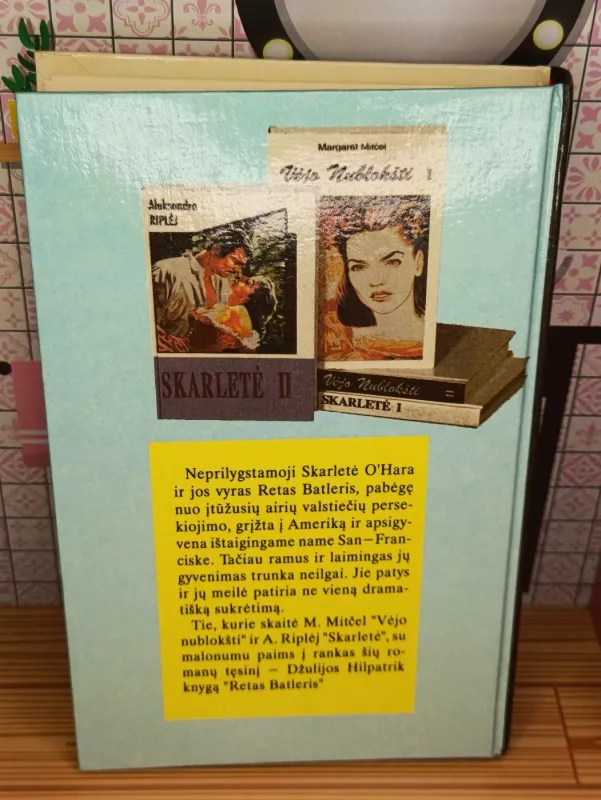 Margaret Mitčel
Vėjo Nublokšti I
Aleksandra
RIPLĖJ
SKARLETĖ II
Vėjo Nublokšti II
SKARLETĖ I
Neprilygstamoji Skarletė O'Hara
ir jos vyras Retas Batleris, pabėgę
nuo įtūžusių airių valstiečių perse-
kiojimo, grįžta į Ameriką ir apsigy-
vena ištaigingame name San-Fran-
ciske. Tačiau ramus ir laimingas jų
gyvenimas trunka neilgai. Jie patys
ir jų meilė patiria ne vieną drama-
tišką sukrėtimą.
Tie, kurie skaitė M. Mitčel "Vėjo
nublokšti" ir A. Riplėj "Skarletė", su
malonumu paims į rankas šių ro-
manų tęsinį – Džulijos Hilpatrik
knygą "Retas Batleris"